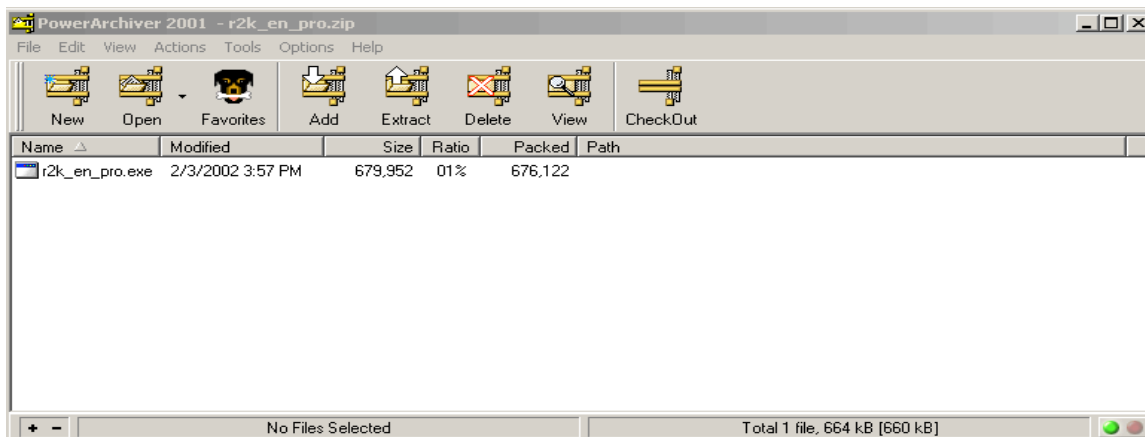 PowerArchiver 2001 - r2k_en_pro.zip
File Edit View Actions Tools Options Help
New Open Favorites Add Extract Delete View CheckOut
Name Modified Size Ratio Packed Path
r2k_en_pro.exe 2/3/2002 3:57 PM 679,952 01% 676,122
+ - No Files Selected Total 1 file, 664 kB [660 kB]